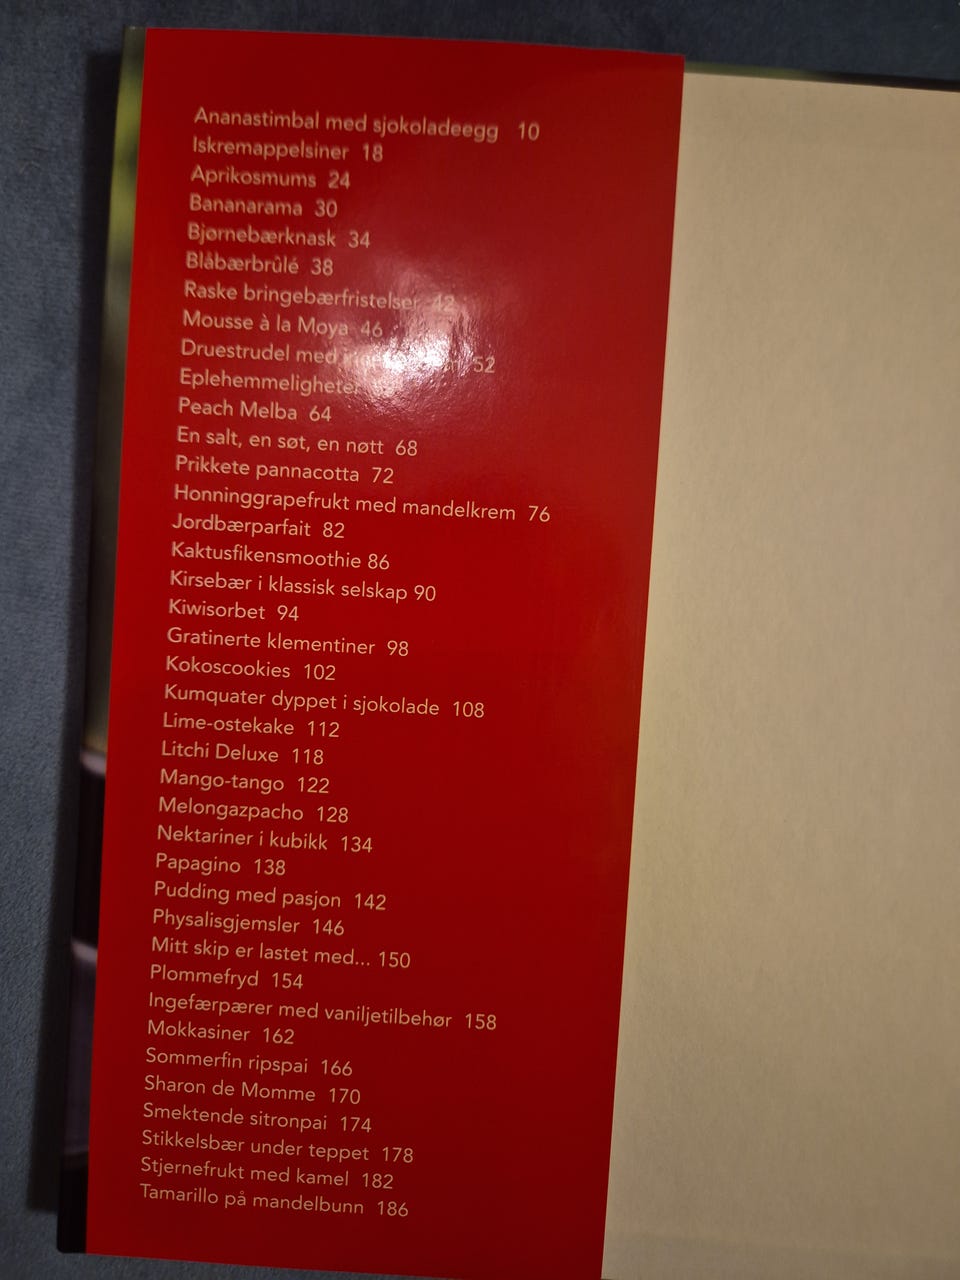 Ananastimbal med sjokoladeegg 10
Iskremappelsiner 18
Aprikosmums 24
Bananarama 30
Bjørnebærknask 34
Blåbærbrûlé 38
Raske bringebærfristelser 42
Mousse à la Moya 46
Druestrudel med 52
Eplehemmeligheter
Peach Melba 64
En salt, en søt, en nøtt 68
Prikkete pannacotta 72
Honninggrapefrukt med mandelkrem 76
Jordbærparfait 82
Kaktusfikensmoothie 86
Kirsebær i klassisk selskap 90
Kiwisorbet 94
Gratinerte klementiner 98
Kokoscookies 102
Kumquater dyppet i sjokolade 108
Lime-ostekake 112
Litchi Deluxe 118
Mango-tango 122
Melongazpacho 128
Nektariner i kubikk 134
Papagino 138
Pudding med pasjon 142
Physalisgjemsler 146
Mitt skip er lastet med... 150
Plommefryd 154
Ingefærpærer med vaniljetilbehør 158
Mokkasiner 162
Sommerfin ripspai 166
Sharon de Momme 170
Smektende sitronpai 174
Stikkelsbær under teppet 178
Stjernefrukt med kamel 182
Tamarillo på mandelbunn 186